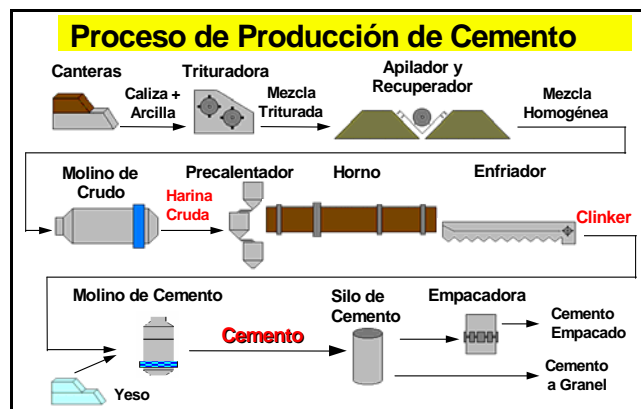 Proceso de Producción de Cemento
Canteras
Caliza +
Arcilla
Trituradora
Mezcla
Triturada
Apilador y
Recuperador
Mezcla
Homogénea
Molino de
Crudo
Harina
Cruda
Precalentador
Horno
Enfriador
Clinker
Molino de Cemento
Yeso
Cemento
Silo de
Cemento
Empacadora
Cemento
Empacado
Cemento
a Granel